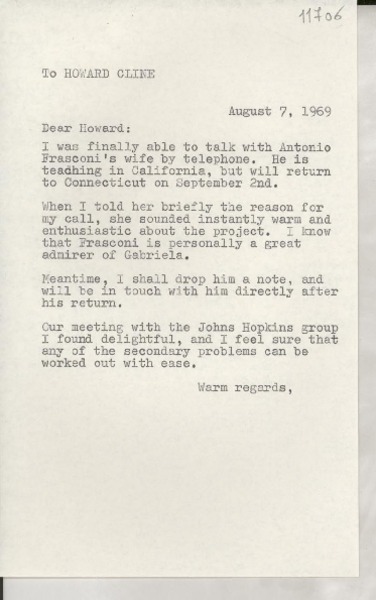 11706
To HOWARD CLINE
August 7, 1969
Dear Howard:
I was finally able to talk with Antonio
Frasconi's wife by telephone. He is
teadhing in California, but will return
to Connecticut on September 2nd.
When I told her briefly the reason for
my call, she sounded instantly warm and
enthusiastic about the project. I know
that Frasconi is personally a great
admirer of Gabriela.
Meantime, I shall drop him a note, and
will be in touch with him directly after
his return.
Our meeting with the Johns Hopkins group
I found delightful, and I feel sure that
any of the secondary problems can be
worked out with ease.
Warm regards,